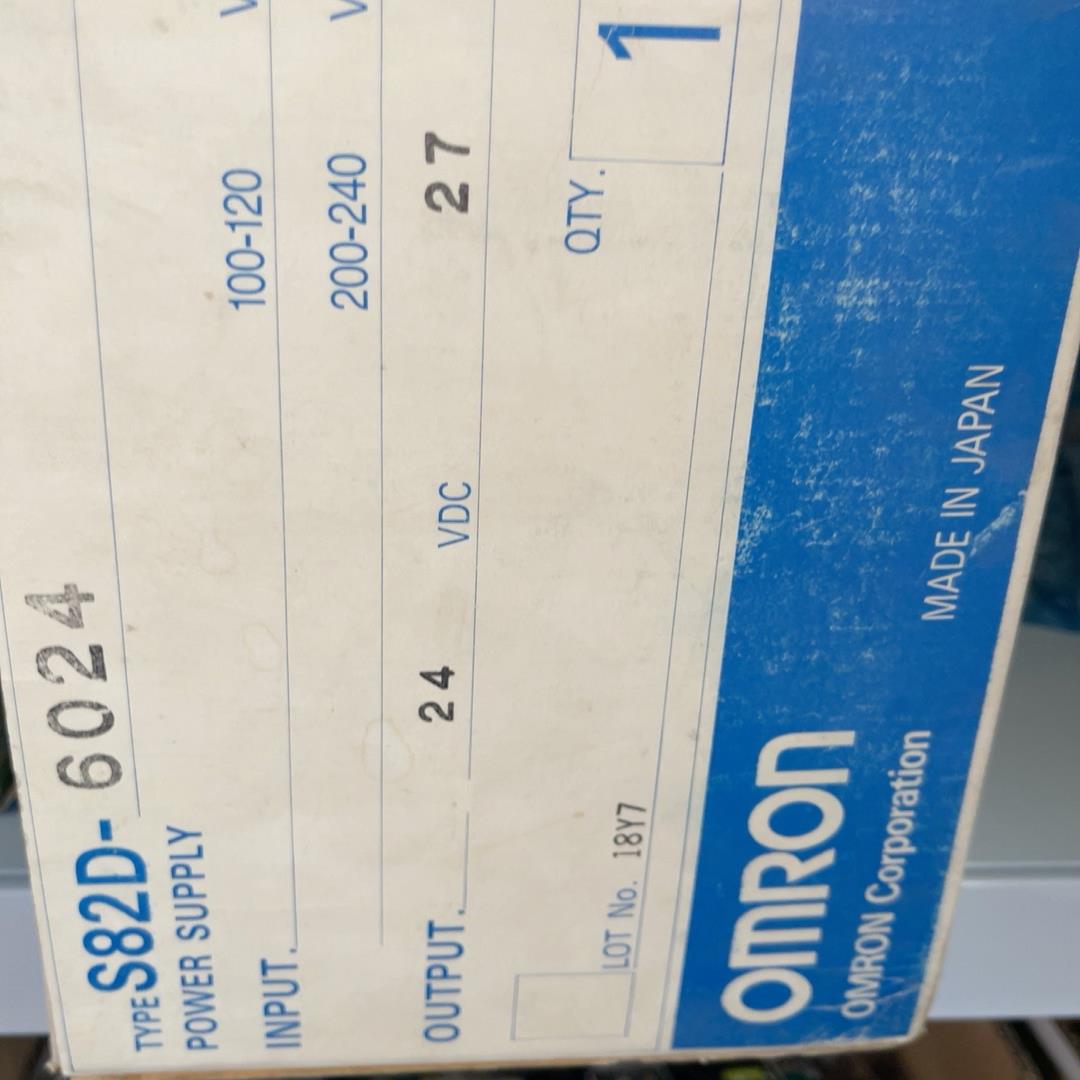 TYPE S82D- 6024
POWER SUPPLY
INPUT. 100-120 V
200-240 V
OUTPUT. 24 VDC 27
LOT No. 18Y7 QTY. 1
OMRON
OMRON Corporation MADE IN JAPAN